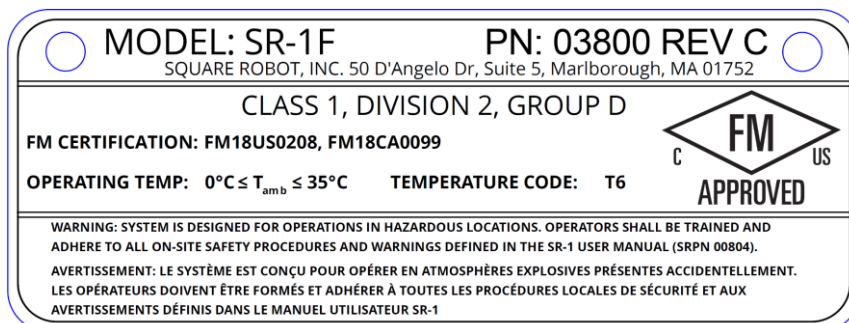 MODEL: SR-1F PN: 03800 REV C
SQUARE ROBOT, INC. 50 D'Angelo Dr, Suite 5, Marlborough, MA 01752
CLASS 1, DIVISION 2, GROUP D
FM CERTIFICATION: FM18US0208, FM18CA0099
OPERATING TEMP: 0°C ≤ Tamb ≤ 35°C TEMPERATURE CODE: T6
FM
C US
APPROVED
WARNING: SYSTEM IS DESIGNED FOR OPERATIONS IN HAZARDOUS LOCATIONS. OPERATORS SHALL BE TRAINED AND
ADHERE TO ALL ON-SITE SAFETY PROCEDURES AND WARNINGS DEFINED IN THE SR-1 USER MANUAL (SRPN 00804).
AVERTISSEMENT: LE SYSTÈME EST CONÇU POUR OPÉRER EN ATMOSPHÈRES EXPLOSIVES PRÉSENTES ACCIDENTELLEMENT.
LES OPÉRATEURS DOIVENT ÊTRE FORMÉS ET ADHÉRER À TOUTES LES PROCÉDURES LOCALES DE SÉCURITÉ ET AUX
AVERTISSEMENTS DÉFINIS DANS LE MANUEL UTILISATEUR SR-1